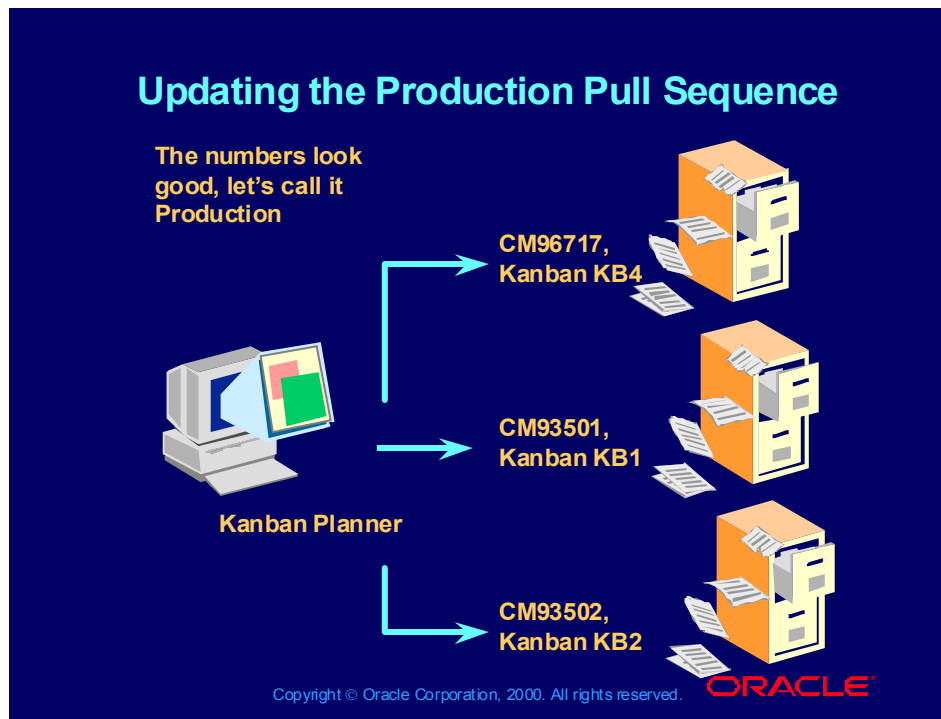 Updating the Production Pull Sequence
The numbers look
good, let’s call it
Production
CM96717,
Kanban KB4
CM93501,
Kanban KB1
Kanban Planner
CM93502,
Kanban KB2
Copyright © Oracle Corporation, 2000. All rights reserved.
ORACLE®